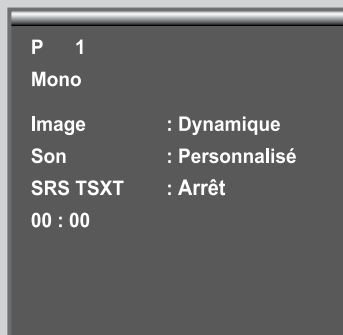 P 1
Mono
Image : Dynamique
Son : Personnalisé
SRS TSXT : Arrêt
00 : 00